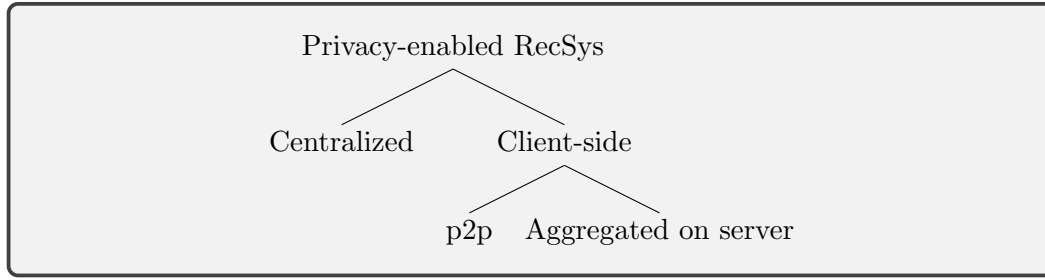 Privacy-enabled RecSys
Centralized Client-side
p2p Aggregated on server